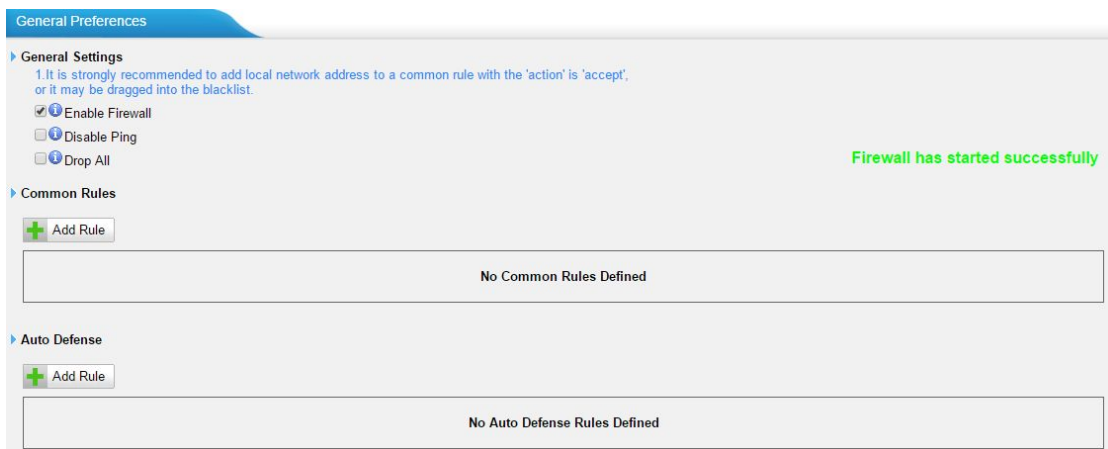 General Preferences
General Settings
1.It is strongly recommended to add local network address to a common rule with the 'action' is 'accept',
or it may be dragged into the blacklist.
Enable Firewall
Disable Ping
Drop All
Firewall has started successfully
Common Rules
Add Rule
No Common Rules Defined
Auto Defense
Add Rule
No Auto Defense Rules Defined